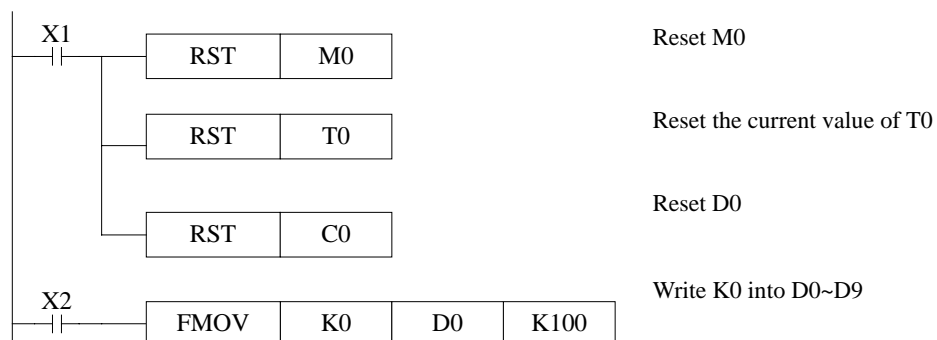 X1
RST M0
Reset M0
RST T0
Reset the current value of T0
RST C0
Reset D0
X2
FMOV K0 D0 K100
Write K0 into D0~D9